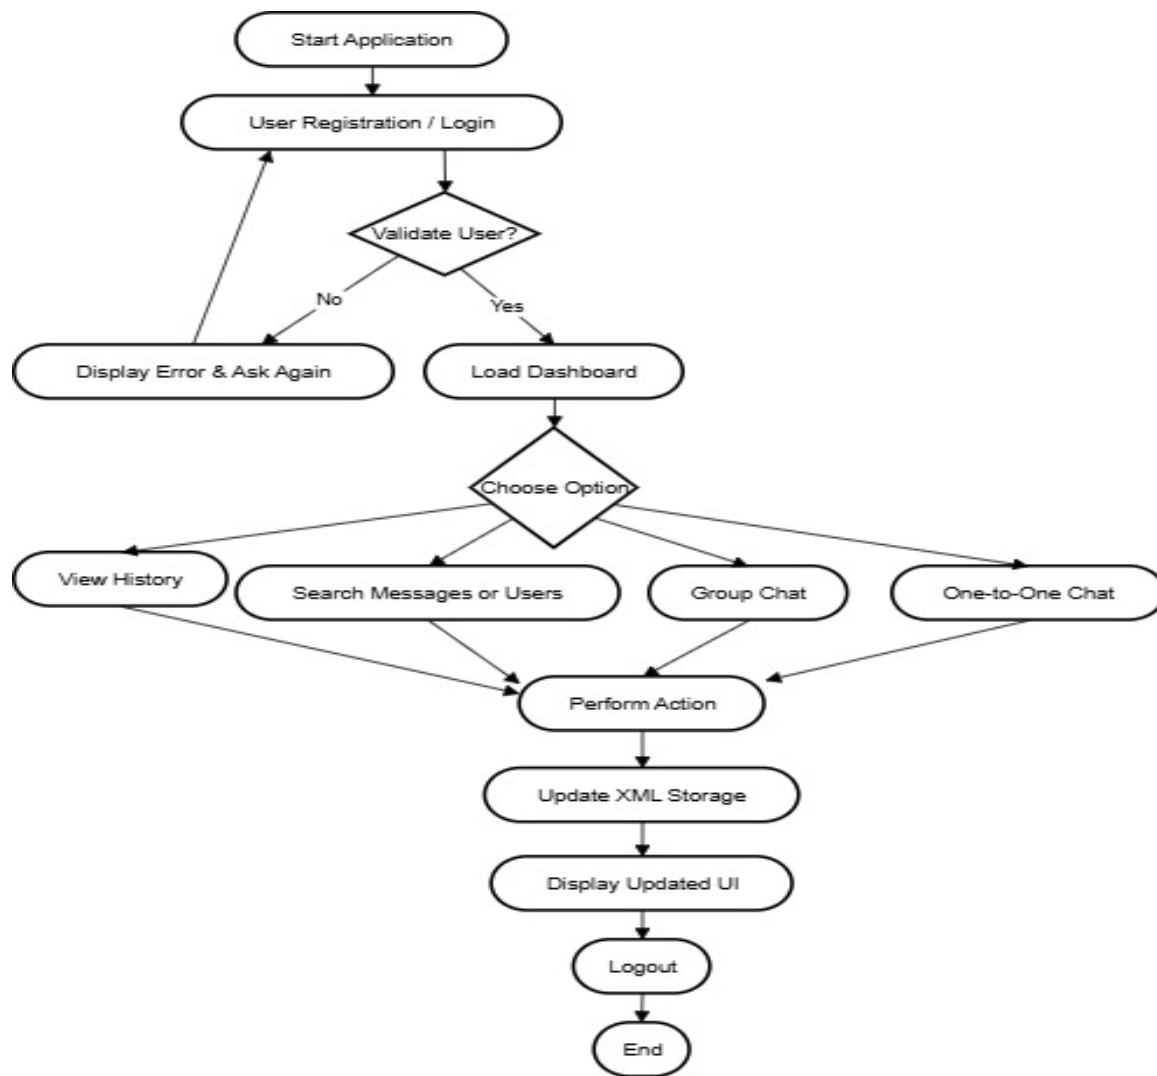 Start Application
User Registration / Login
Validate User?
No
Yes
Display Error & Ask Again
Load Dashboard
Choose Option
View History
Search Messages or Users
Group Chat
One-to-One Chat
Perform Action
Update XML Storage
Display Updated UI
Logout
End